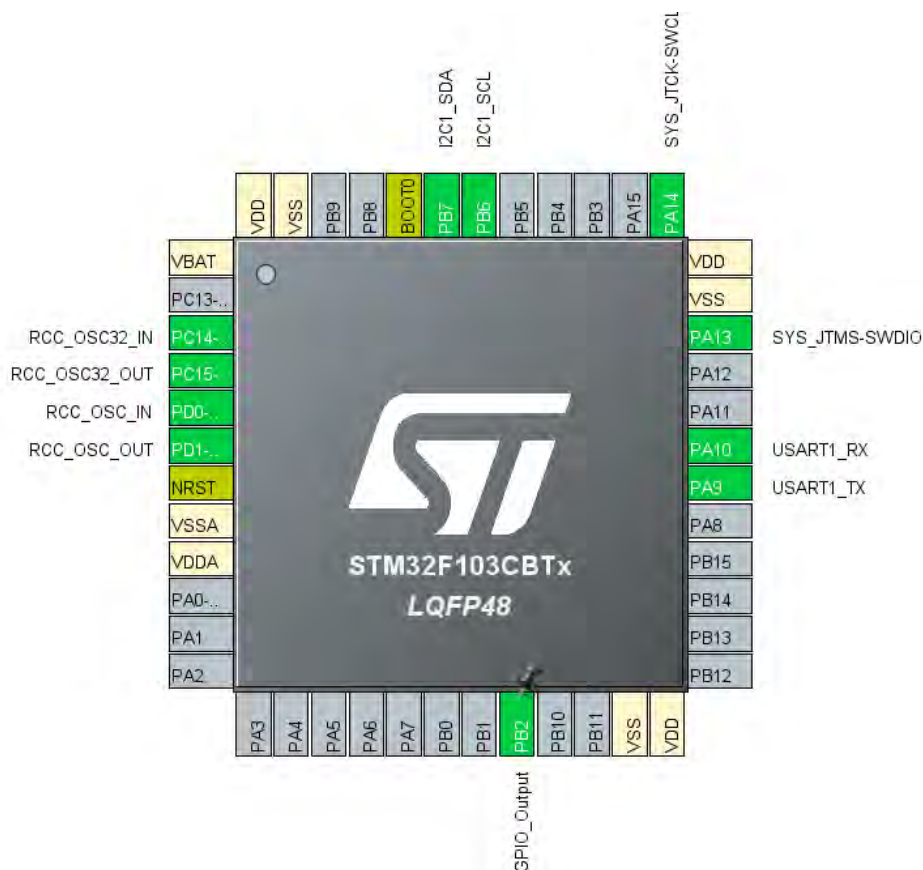 I2C1_SDA
I2C1_SCL
SYS_JTCK-SWCL
VDD
VSS
PB9
PB8
BOOT0
PB7
PB6
PB5
PB4
PB3
PA15
PA14
VBAT
PC13-..
RCC_OSC32_IN PC14-
RCC_OSC32_OUT PC15-
RCC_OSC_IN PD0-..
RCC_OSC_OUT PD1-..
NRST
VSSA
VDDA
PA0-..
PA1
PA2
ST
STM32F103CBTx
LQFP48
VDD
VSS
PA13 SYS_JTMS-SWDIO
PA12
PA11
PA10 USART1_RX
PA9 USART1_TX
PA8
PB15
PB14
PB13
PB12
PA3
PA4
PA5
PA6
PA7
PB0
PB1
PB2
PB10
PB11
VSS
VDD
GPIO_Output